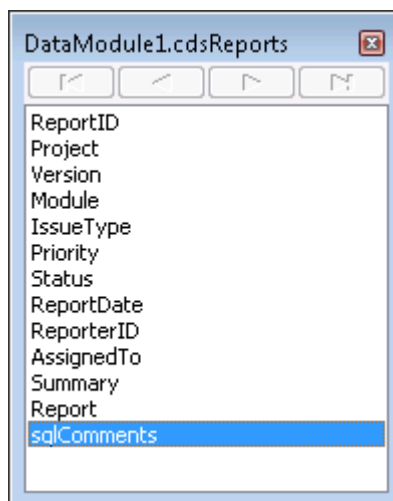 DataModule1.cdsReports
ReportID
Project
Version
Module
IssueType
Priority
Status
ReportDate
ReporterID
AssignedTo
Summary
Report
sqlComments